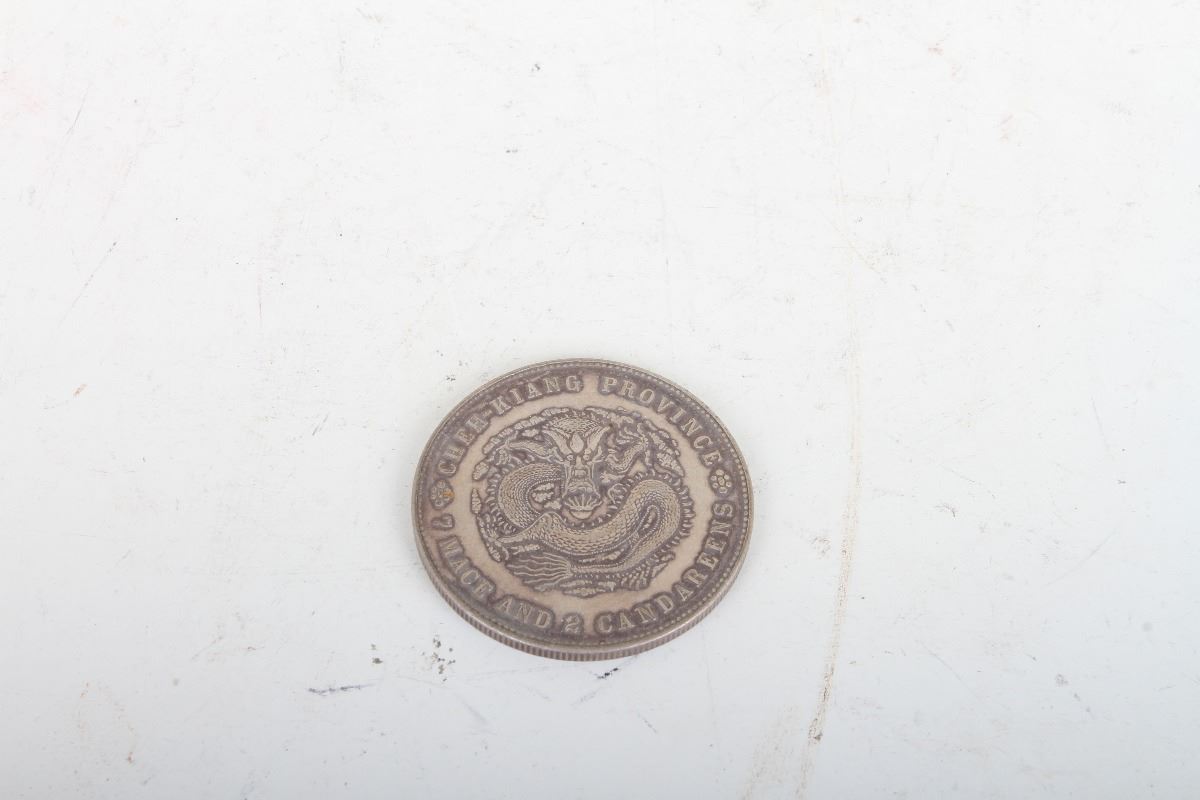 CHEH-KIANG PROVINCE
7 MACE AND 2 CANDAREENS